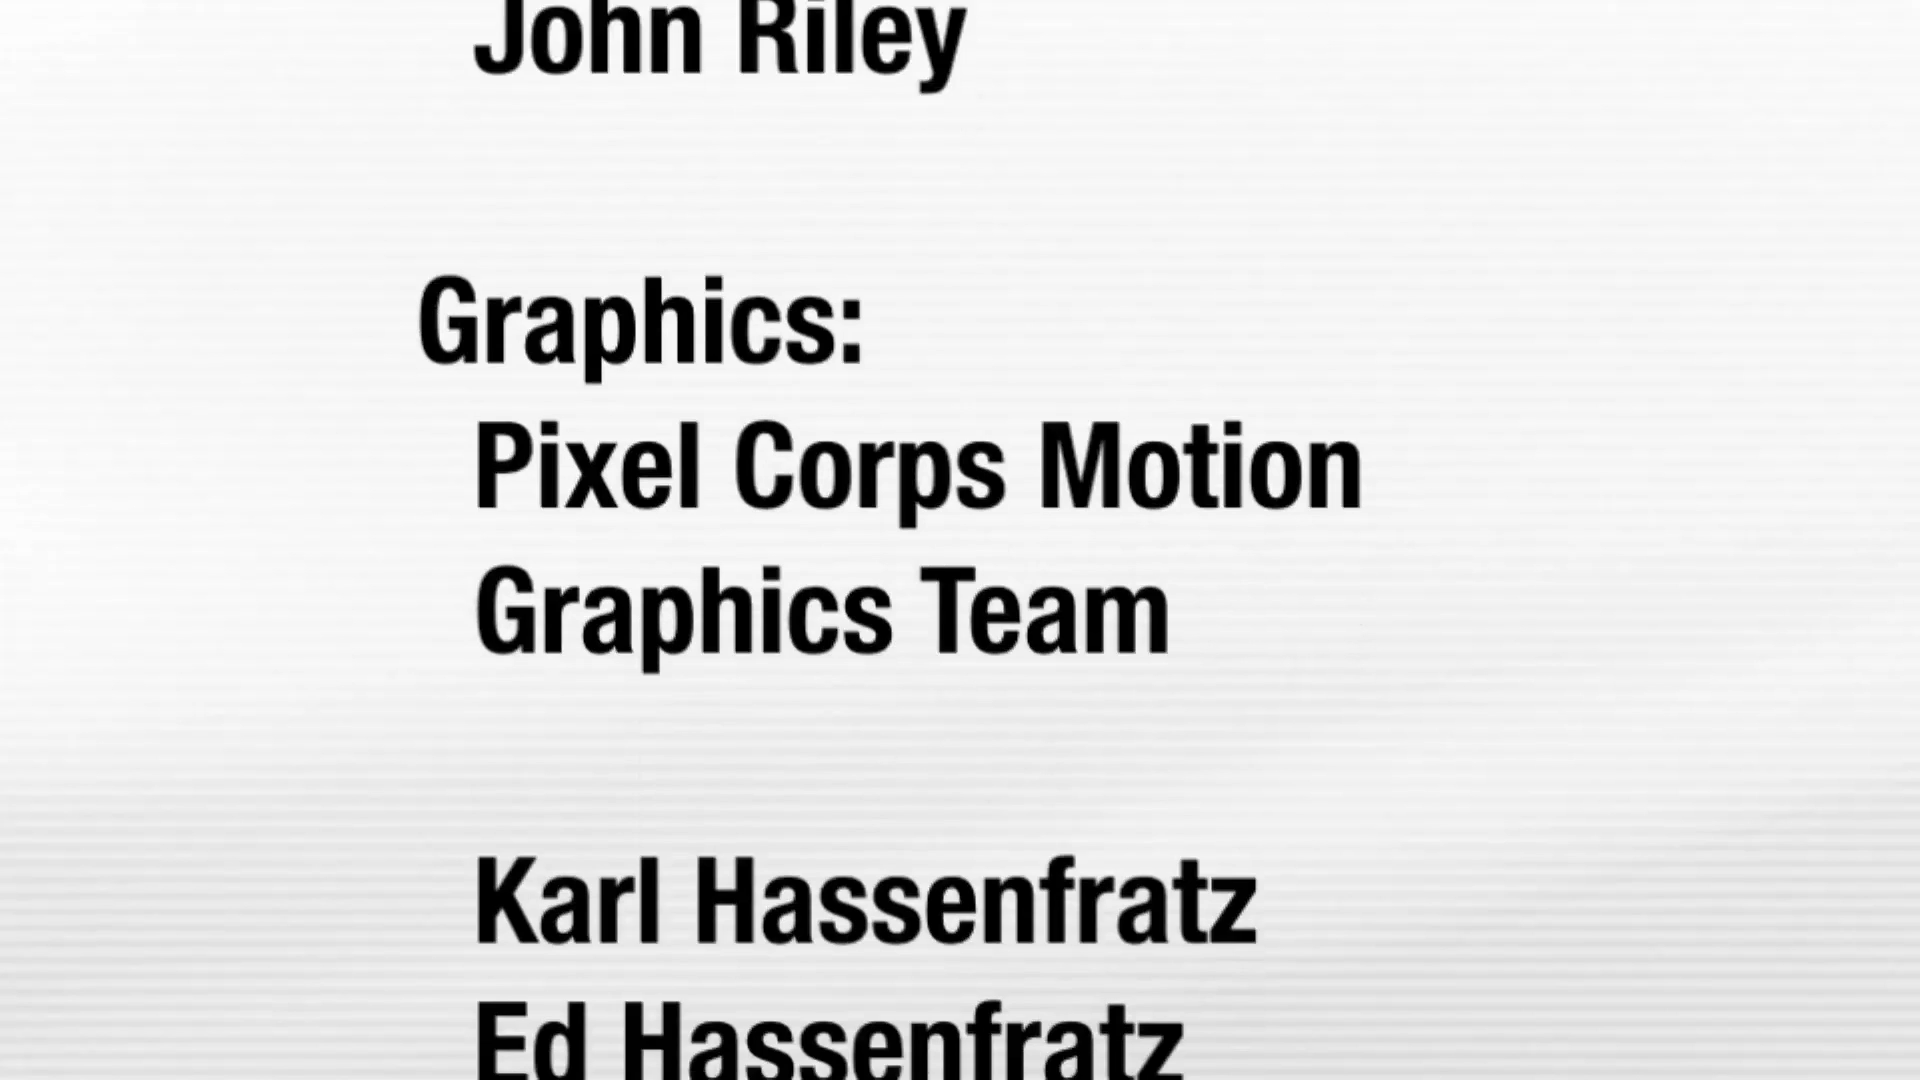 John Riley
Graphics:
Pixel Corps Motion
Graphics Team
Karl Hassenfratz
Ed Hassenfratz